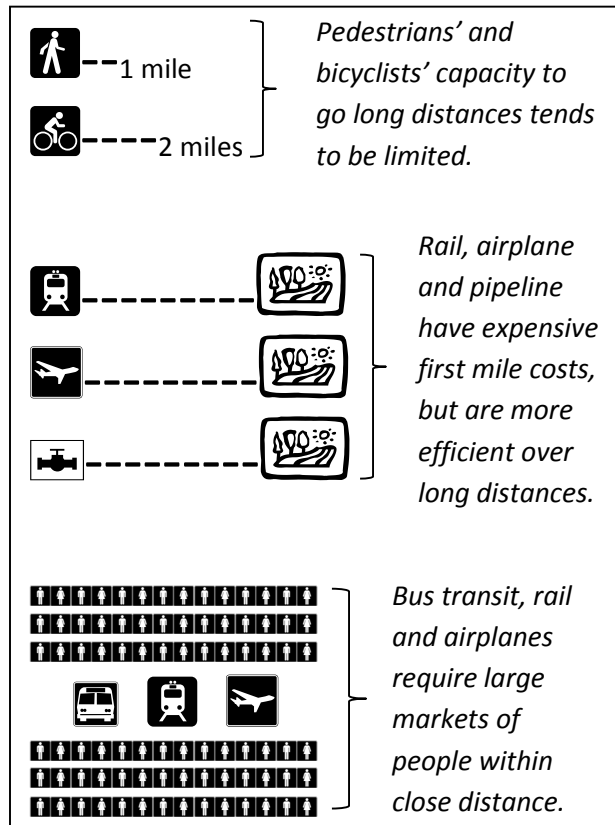 1 mile
2 miles
Pedestrians’ and
bicyclists’ capacity to
go long distances tends
to be limited.
Rail, airplane
and pipeline
have expensive
first mile costs,
but are more
efficient over
long distances.
Bus transit, rail
and airplanes
require large
markets of
people within
close distance.